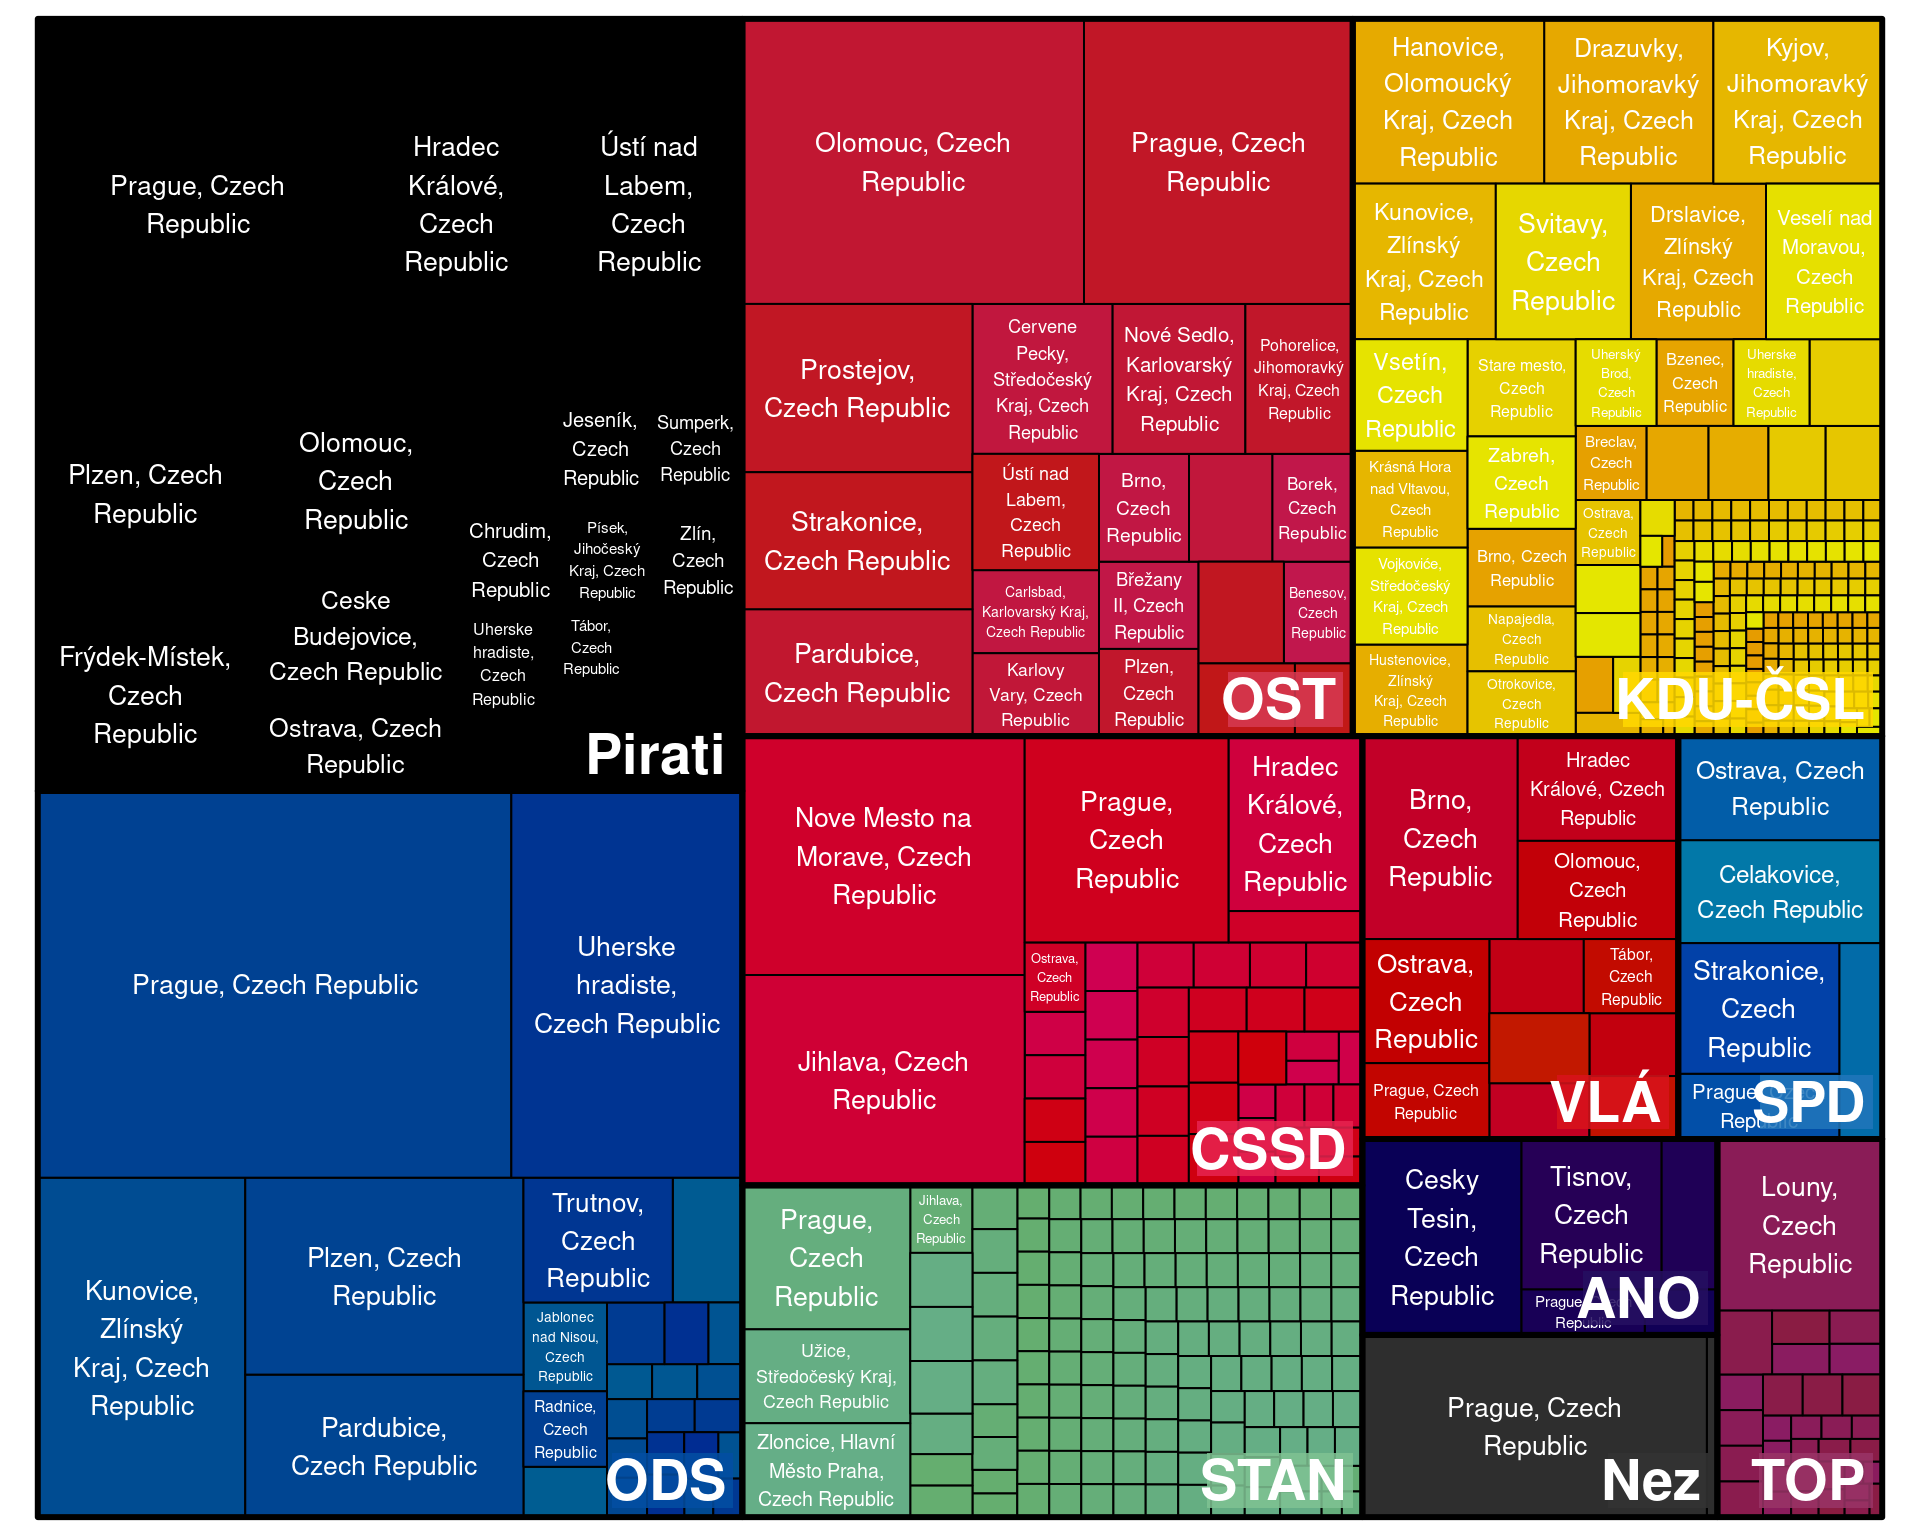 Prague, Czech
Republic
Hradec
Králové,
Czech
Republic
Ústí nad
Labem,
Czech
Republic
Plzen, Czech
Republic
Olomouc,
Czech
Republic
Jeseník,
Czech
Republic
Sumperk,
Czech
Republic
Chrudim,
Czech
Republic
Písek,
Jihočeský
Kraj, Czech
Republic
Zlín,
Czech
Republic
Frýdek-Místek,
Czech
Republic
Ceske
Budejovice,
Czech Republic
Ostrava, Czech
Republic
Uherske
hradiste,
Czech
Republic
Tábor,
Czech
Republic
Pirati
Olomouc, Czech
Republic
Prague, Czech
Republic
Prostejov,
Czech Republic
Strakonice,
Czech Republic
Pardubice,
Czech Republic
Cervene
Pecky,
Středočeský
Kraj, Czech
Republic
Nové Sedlo,
Karlovarský
Kraj, Czech
Republic
Pohorelice,
Jihomoravký
Kraj, Czech
Republic
Ústí nad
Labem,
Czech
Republic
Brno,
Czech
Republic
Borek,
Czech
Republic
Carlsbad,
Karlovarský Kraj,
Czech Republic
Břežany
II, Czech
Republic
Benesov,
Czech
Republic
Karlovy
Vary, Czech
Republic
Plzen,
Czech
Republic
OST
Hanovice,
Olomoucký
Kraj, Czech
Republic
Drazuvky,
Jihomoravký
Kraj, Czech
Republic
Kyjov,
Jihomoravký
Kraj, Czech
Republic
Kunovice,
Zlínský
Kraj, Czech
Republic
Svitavy,
Czech
Republic
Drslavice,
Zlínský
Kraj, Czech
Republic
Veselí nad
Moravou,
Czech
Republic
Vsetín,
Czech
Republic
Stare mesto,
Czech
Republic
Uherský
Brod,
Czech
Republic
Bzenec,
Czech
Republic
Uherske
hradiste,
Czech
Republic
Krásná Hora
nad Vltavou,
Czech
Republic
Zabreh,
Czech
Republic
Breclav,
Czech
Republic
Ostrava,
Czech
Republic
Vojkovice,
Středočeský
Kraj, Czech
Republic
Brno, Czech
Republic
Napajedla,
Czech
Republic
Hustenovice,
Zlínský
Kraj, Czech
Republic
Otrokovice,
Czech
Republic
KDU-ČSL
Prague, Czech Republic
Uherske
hradiste,
Czech Republic
Kunovice,
Zlínský
Kraj, Czech
Republic
Plzen, Czech
Republic
Pardubice,
Czech Republic
Trutnov,
Czech
Republic
Jablonec
nad Nisou,
Czech
Republic
Radnice,
Czech
Republic
ODS
Nove Mesto na
Morave, Czech
Republic
Prague,
Czech
Republic
Hradec
Králové,
Czech
Republic
Jihlava, Czech
Republic
Ostrava,
Czech
Republic
CSSD
Brno,
Czech
Republic
Hradec
Králové, Czech
Republic
Olomouc,
Czech
Republic
Ostrava,
Czech
Republic
Tábor,
Czech
Republic
Prague, Czech
Republic
VLÁ
Ostrava, Czech
Republic
Celakovice,
Czech Republic
Strakonice,
Czech
Republic
Prague, Czech
Republic
SPD
Prague,
Czech
Republic
Jihlava,
Czech
Republic
Užice,
Středočeský Kraj,
Czech Republic
Zloncice, Hlavní
Město Praha,
Czech Republic
STAN
Cesky
Tesin,
Czech
Republic
Tisnov,
Czech
Republic
Prague, Czech
Republic
ANO
Prague, Czech
Republic
Nez
Louny,
Czech
Republic
TOP